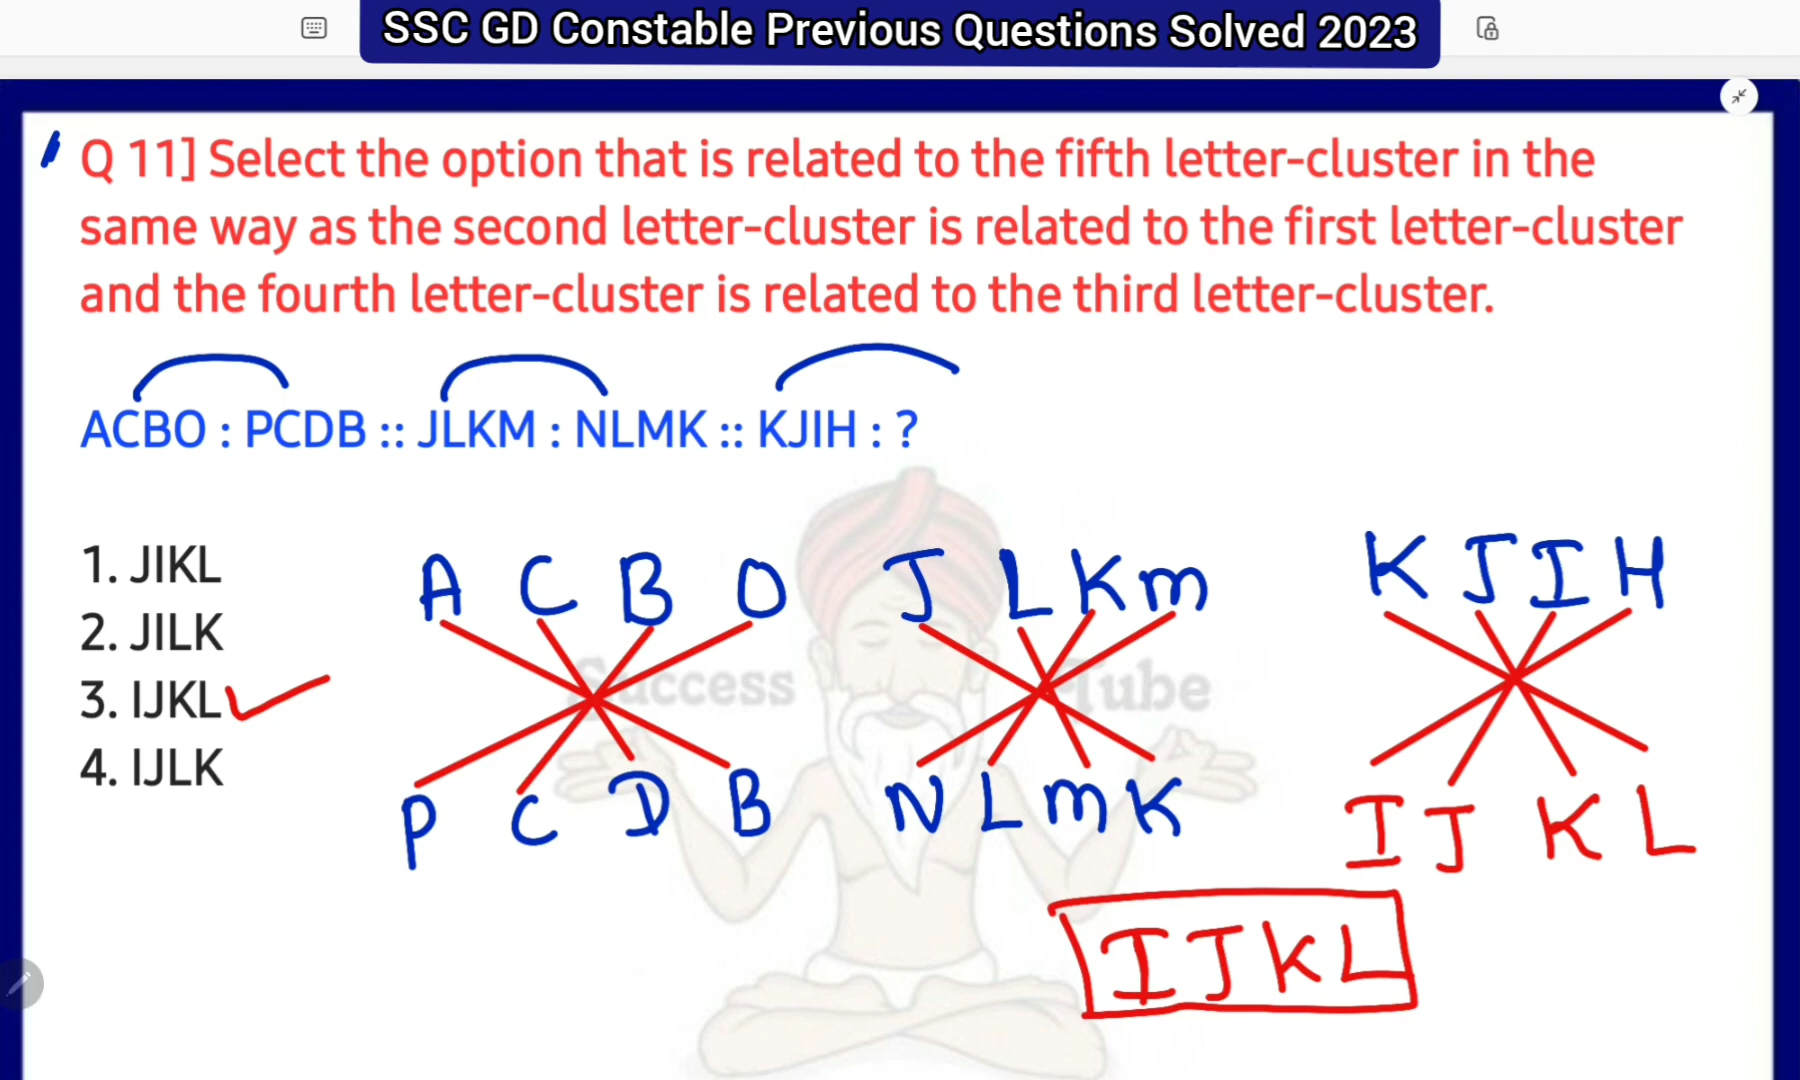 SSC GD Constable Previous Questions Solved 2023
Q 11] Select the option that is related to the fifth letter-cluster in the
same way as the second letter-cluster is related to the first letter-cluster
and the fourth letter-cluster is related to the third letter-cluster.
ACBO : PCDB :: JLKM : NLMK :: KJIH : ?
1. JIKL
2. JILK
3. IJKL
4. IJLK
A C B O J L K m K J I H
Success Tube
P C D B N L m K I J K L
I J K L